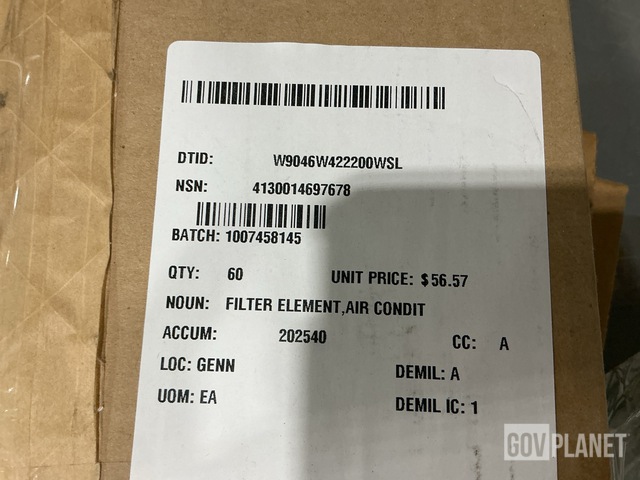 DTID: W9046W422200WSL
NSN: 4130014697678
BATCH: 1007458145
QTY: 60 UNIT PRICE: $56.57
NOUN: FILTER ELEMENT,AIR CONDIT
ACCUM: 202540 CC: A
LOC: GENN DEMIL: A
UOM: EA DEMIL IC: 1
GOVPLANET